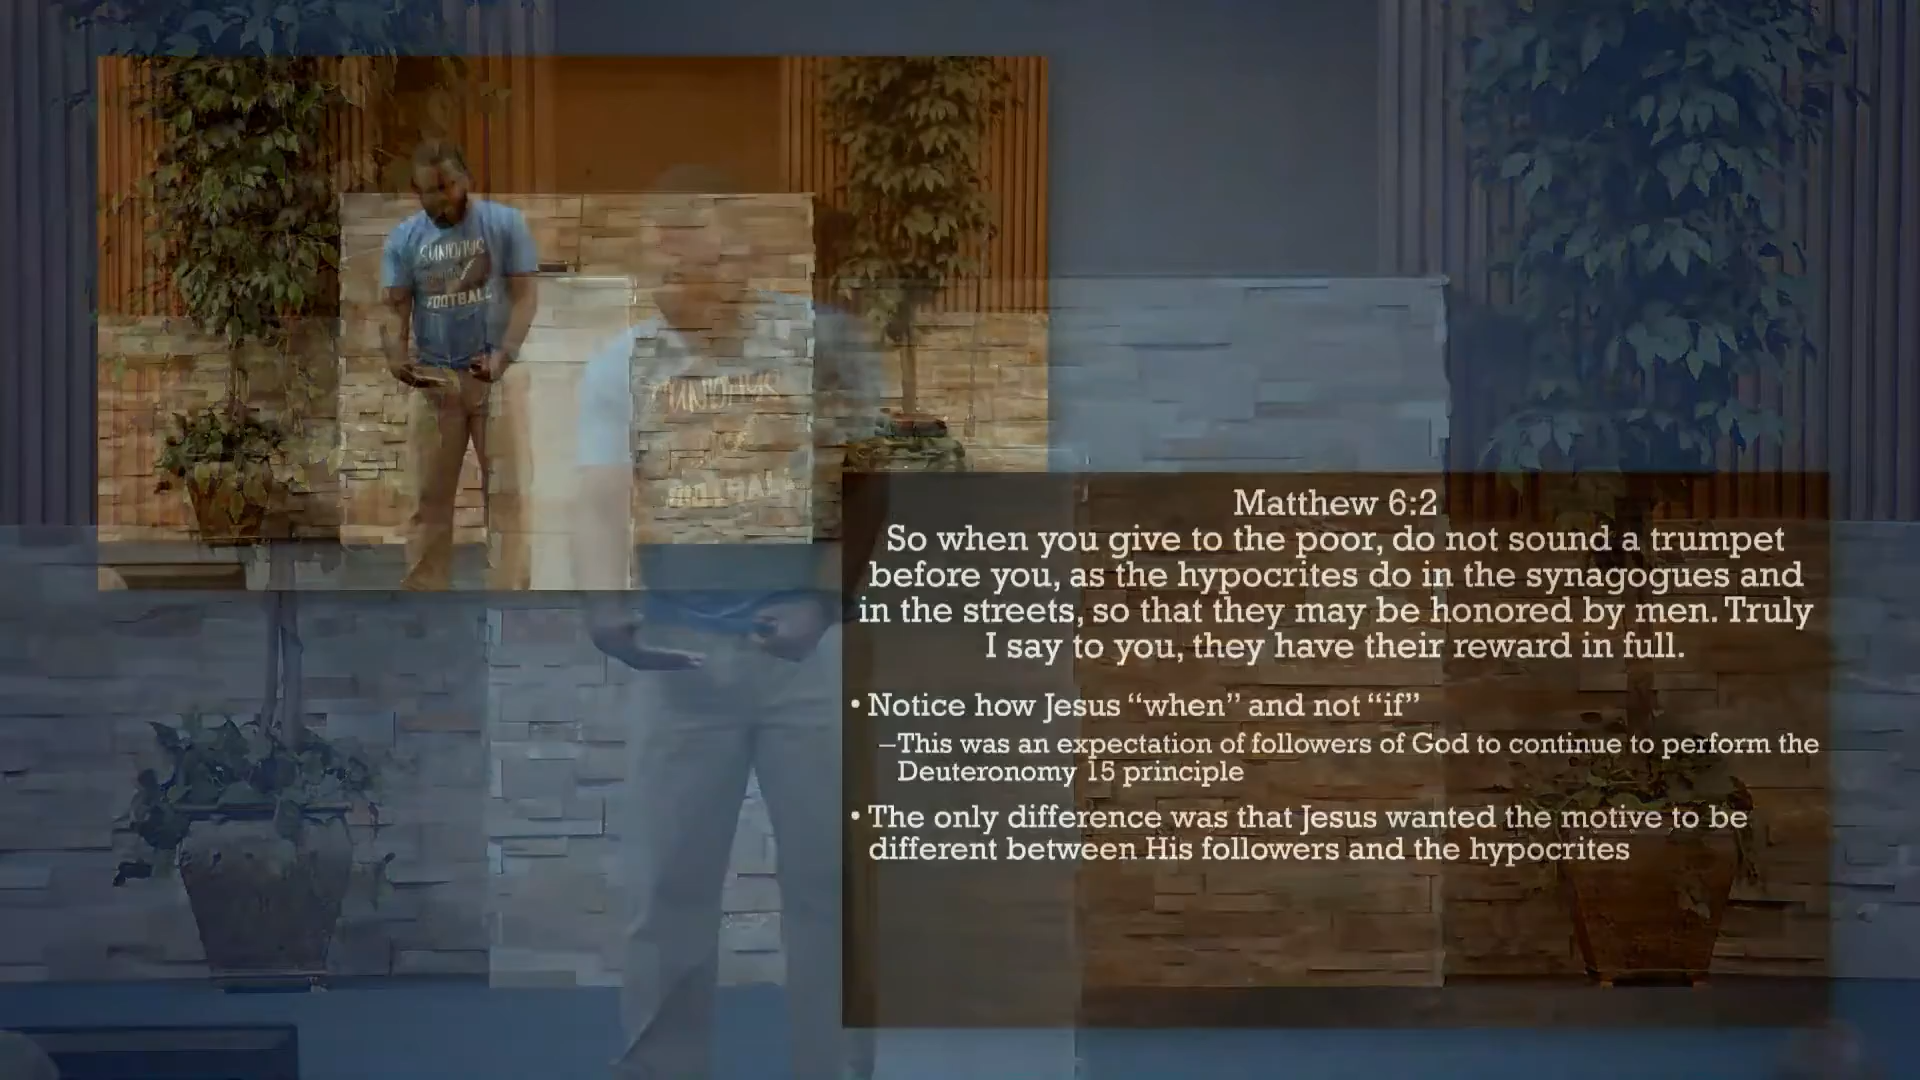 SUNDAYS
FOOTBALL
SUNDAYS
FOOTBALL
Matthew 6:2
So when you give to the poor, do not sound a trumpet
before you, as the hypocrites do in the synagogues and
in the streets, so that they may be honored by men. Truly
I say to you, they have their reward in full.
• Notice how Jesus “when” and not “if”
–This was an expectation of followers of God to continue to perform the
Deuteronomy 15 principle
• The only difference was that Jesus wanted the motive to be
different between His followers and the hypocrites